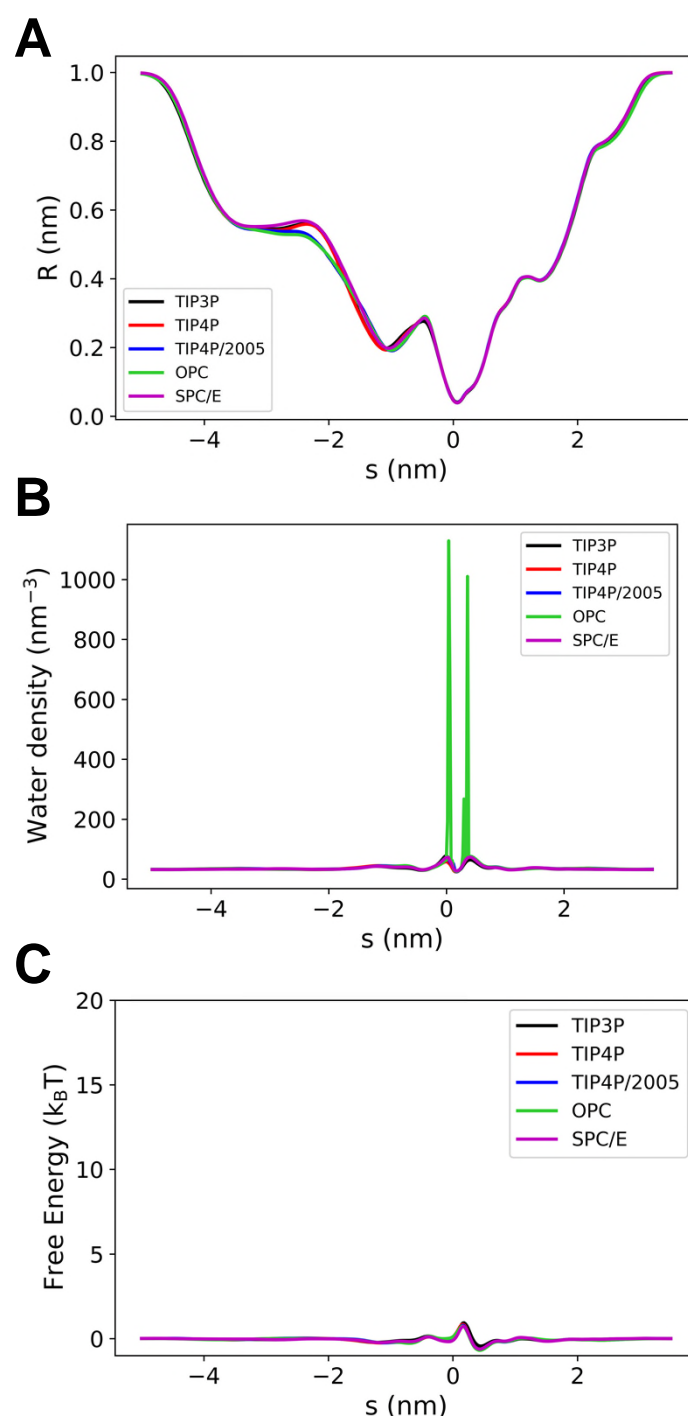 A
1.0
0.8
0.6
0.4
0.2
0.0
R (nm)
TIP3P
TIP4P
TIP4P/2005
OPC
SPC/E
−4
−2
0
2
s (nm)
B
1000
800
600
400
200
0
Water density (nm⁻³)
TIP3P
TIP4P
TIP4P/2005
OPC
SPC/E
−4
−2
0
2
s (nm)
C
20
15
10
5
0
Free Energy (k_BT)
TIP3P
TIP4P
TIP4P/2005
OPC
SPC/E
−4
−2
0
2
s (nm)